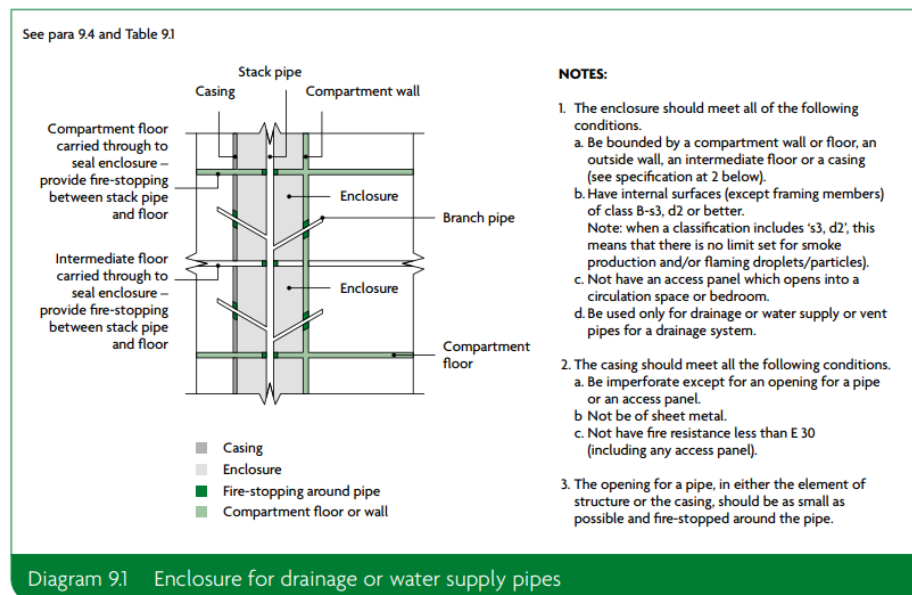 See para 9.4 and Table 9.1
Stack pipe
Casing
Compartment wall
Compartment floor
carried through to
seal enclosure –
provide fire-stopping
between stack pipe
and floor
Enclosure
Branch pipe
Intermediate floor
carried through to
seal enclosure –
provide fire-stopping
between stack pipe
and floor
Enclosure
Compartment
floor
Casing
Enclosure
Fire-stopping around pipe
Compartment floor or wall
NOTES:
1. The enclosure should meet all of the following
conditions.
a. Be bounded by a compartment wall or floor, an
outside wall, an intermediate floor or a casing
(see specification at 2 below).
b. Have internal surfaces (except framing members)
of class B-s3, d2 or better.
Note: when a classification includes ‘s3, d2’, this
means that there is no limit set for smoke
production and/or flaming droplets/particles).
c. Not have an access panel which opens into a
circulation space or bedroom.
d. Be used only for drainage or water supply or vent
pipes for a drainage system.
2. The casing should meet all the following conditions.
a. Be imperforate except for an opening for a pipe
or an access panel.
b Not be of sheet metal.
c. Not have fire resistance less than E 30
(including any access panel).
3. The opening for a pipe, in either the element of
structure or the casing, should be as small as
possible and fire-stopped around the pipe.
Diagram 9.1 Enclosure for drainage or water supply pipes